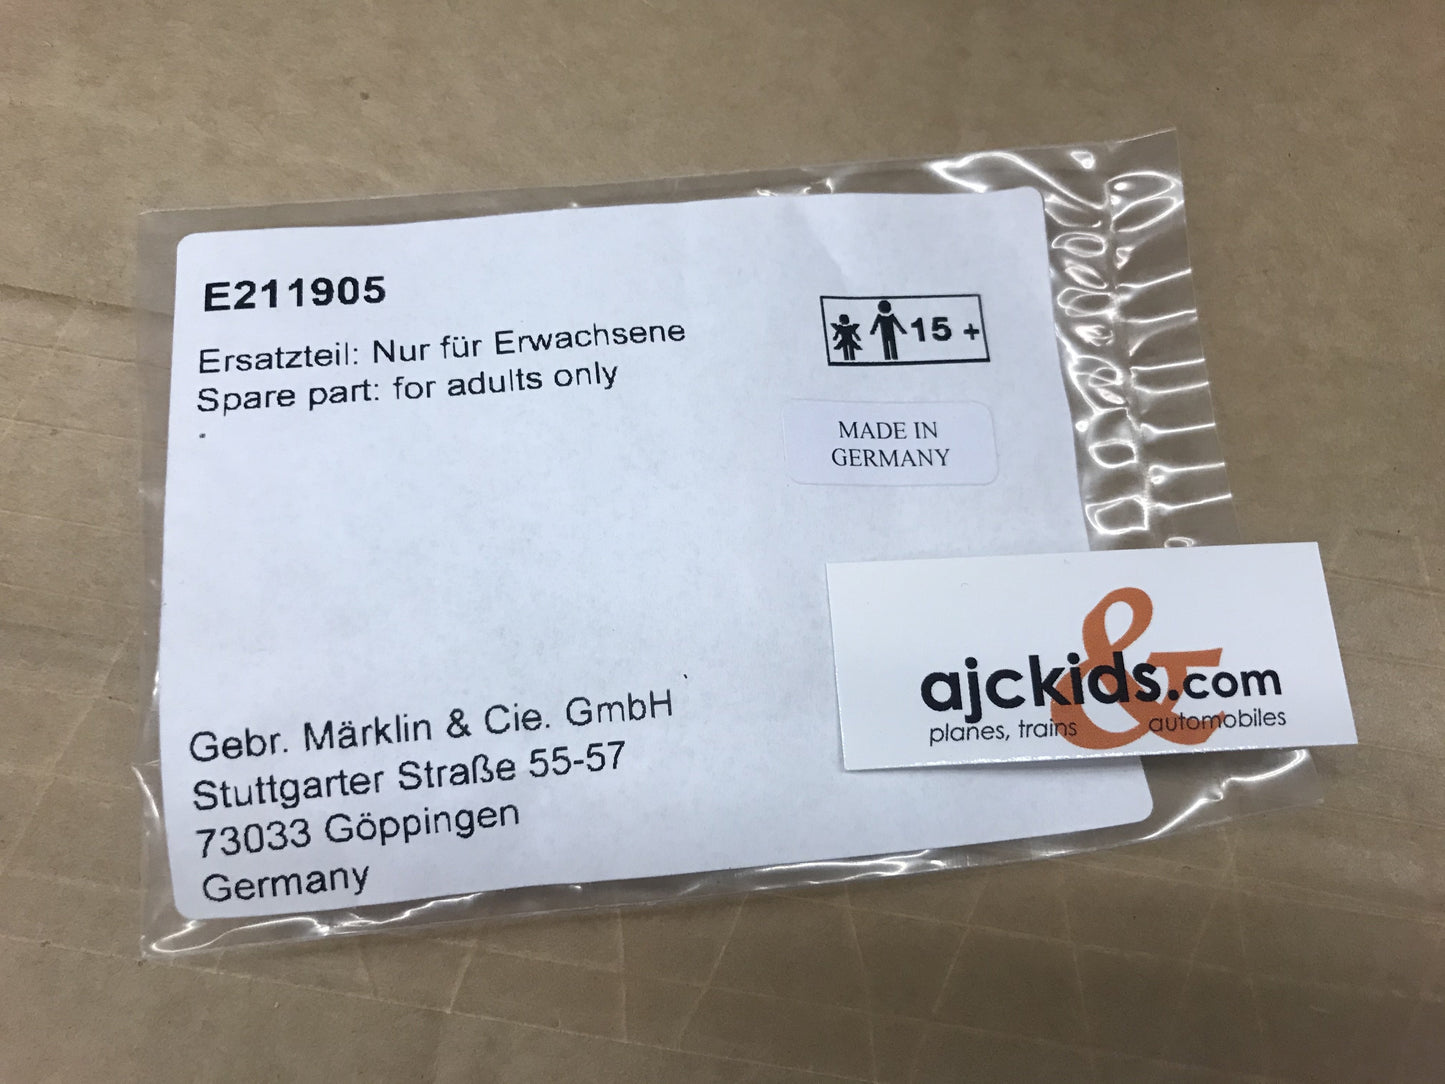 E211905
Ersatzteil: Nur für Erwachsene
Spare part: for adults only
.
15 +
MADE IN
GERMANY
Gebr. Märklin & Cie. GmbH
Stuttgarter Straße 55-57
73033 Göppingen
Germany
&
ajckids.com
planes, trains automobiles